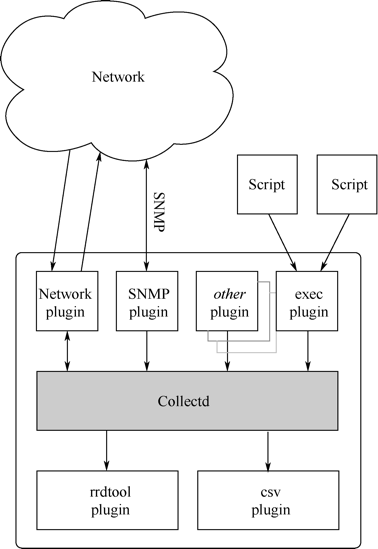 Network
SNMP
Script
Script
Network
plugin
SNMP
plugin
other
plugin
exec
plugin
Collectd
rrdtool
plugin
csv
plugin